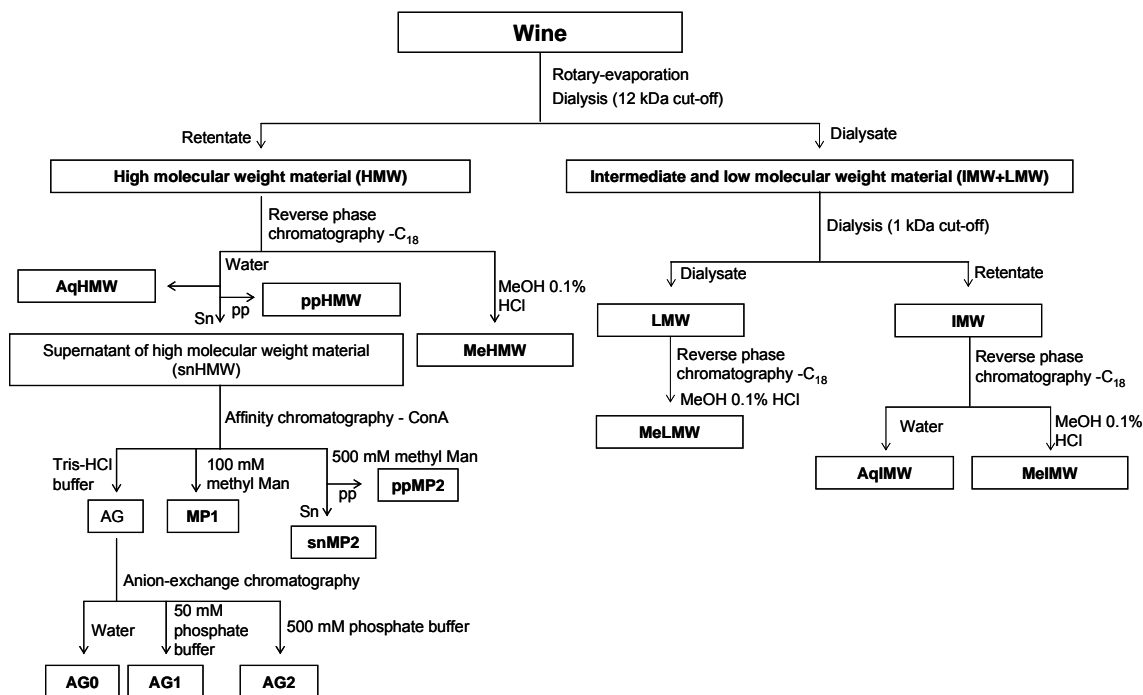 Wine
Rotary-evaporation
Dialysis (12 kDa cut-off)
Retentate
Dialysate
High molecular weight material (HMW)
Intermediate and low molecular weight material (IMW+LMW)
Reverse phase
chromatography -C18
Dialysis (1 kDa cut-off)
Water
AqHMW
pp
ppHMW
Sn
MeOH 0.1%
HCl
MeHMW
Dialysate
Retentate
LMW
IMW
Supernatant of high molecular weight material
(snHMW)
Reverse phase
chromatography -C18
MeOH 0.1% HCl
MeLMW
Reverse phase
chromatography -C18
Water
MeOH 0.1%
HCl
AqIMW
MeIMW
Affinity chromatography - ConA
Tris-HCl
buffer
100 mM
methyl Man
500 mM methyl Man
pp
ppMP2
Sn
AG
MP1
snMP2
Anion-exchange chromatography
Water
50 mM
phosphate
buffer
500 mM phosphate buffer
AG0
AG1
AG2